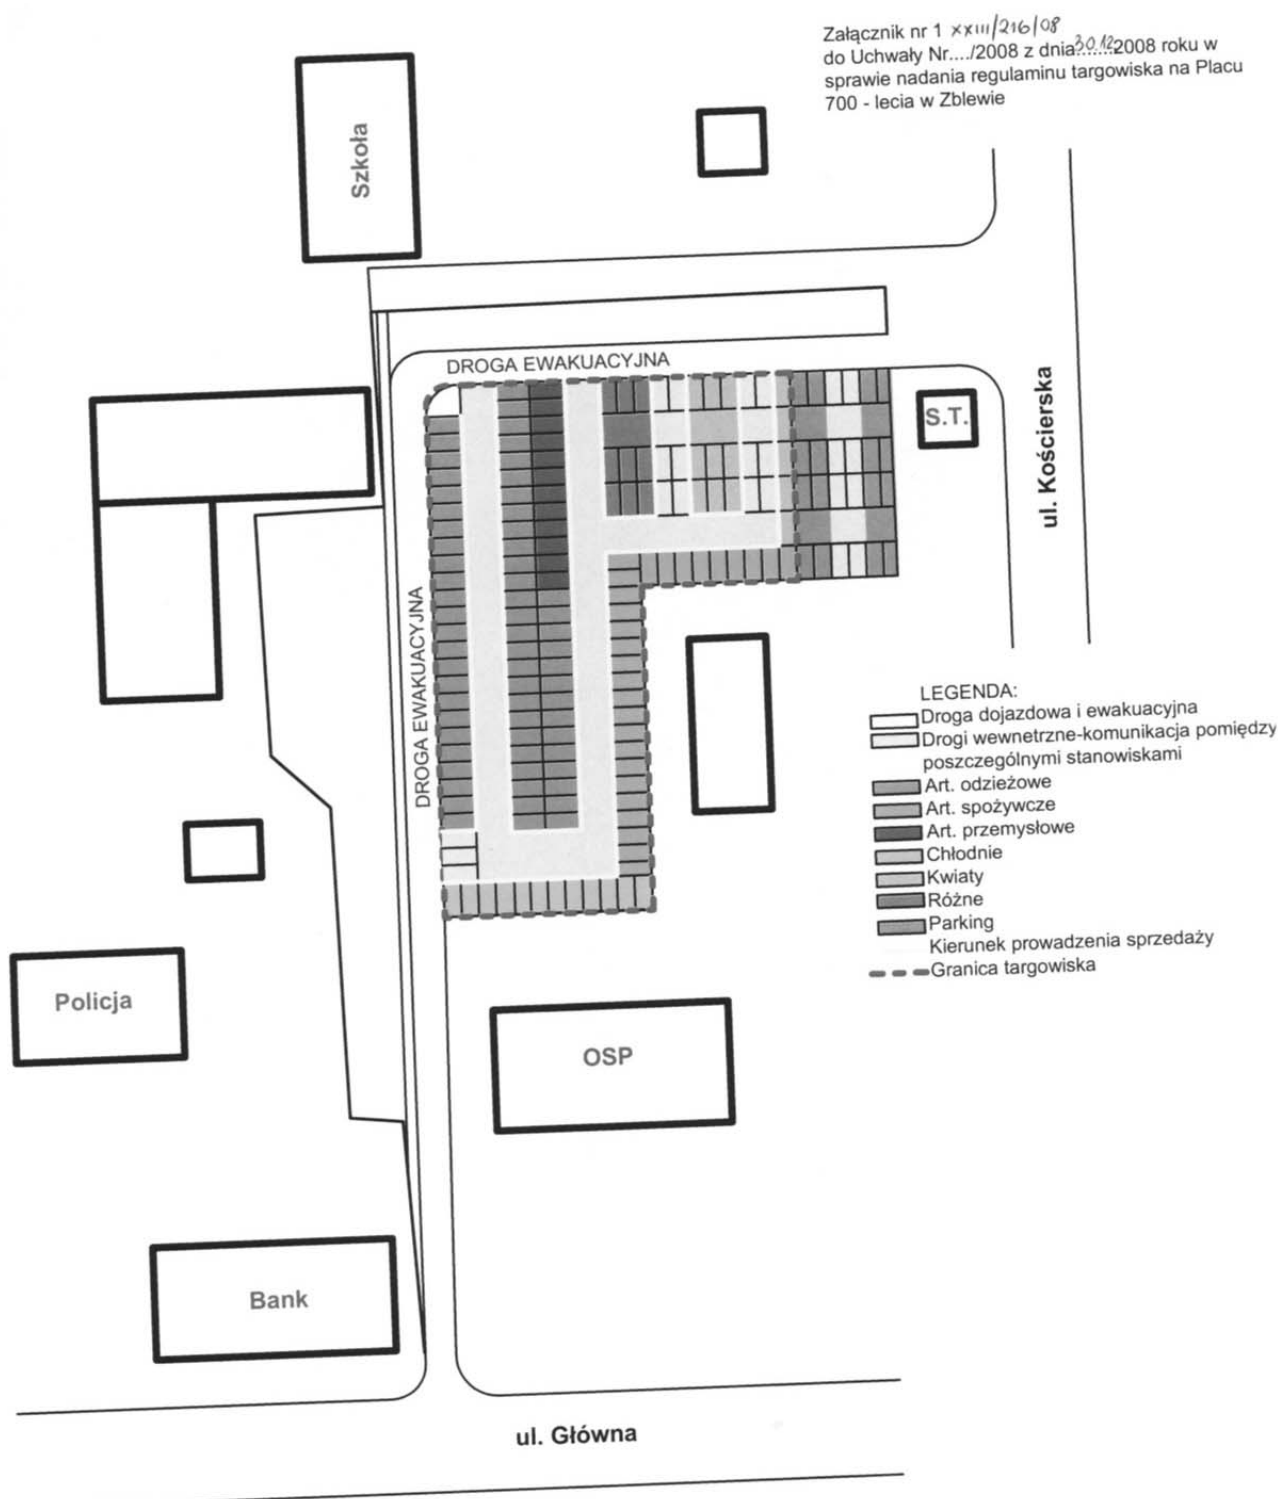 Załącznik nr 1 XXIII/216/08
do Uchwały Nr..../2008 z dnia 30.12 2008 roku w
sprawie nadania regulaminu targowiska na Placu
700 - lecia w Zblewie
Szkoła
DROGA EWAKUACYJNA
S.T.
ul. Kościerska
DROGA EWAKUACYJNA
LEGENDA:
Droga dojazdowa i ewakuacyjna
Drogi wewnetrzne-komunikacja pomiędzy
poszczególnymi stanowiskami
Art. odzieżowe
Art. spożywcze
Art. przemysłowe
Chłodnie
Kwiaty
Różne
Parking
Kierunek prowadzenia sprzedaży
Granica targowiska
Policja
OSP
Bank
ul. Główna